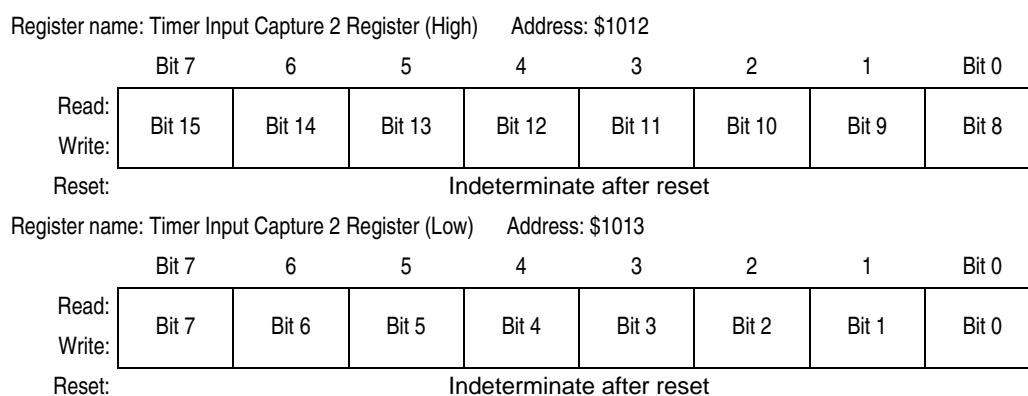 Register name: Timer Input Capture 2 Register (High) Address: $1012
Bit 7 6 5 4 3 2 1 Bit 0
Read:
Bit 15 Bit 14 Bit 13 Bit 12 Bit 11 Bit 10 Bit 9 Bit 8
Write:
Reset: Indeterminate after reset
Register name: Timer Input Capture 2 Register (Low) Address: $1013
Bit 7 6 5 4 3 2 1 Bit 0
Read:
Bit 7 Bit 6 Bit 5 Bit 4 Bit 3 Bit 2 Bit 1 Bit 0
Write:
Reset: Indeterminate after reset